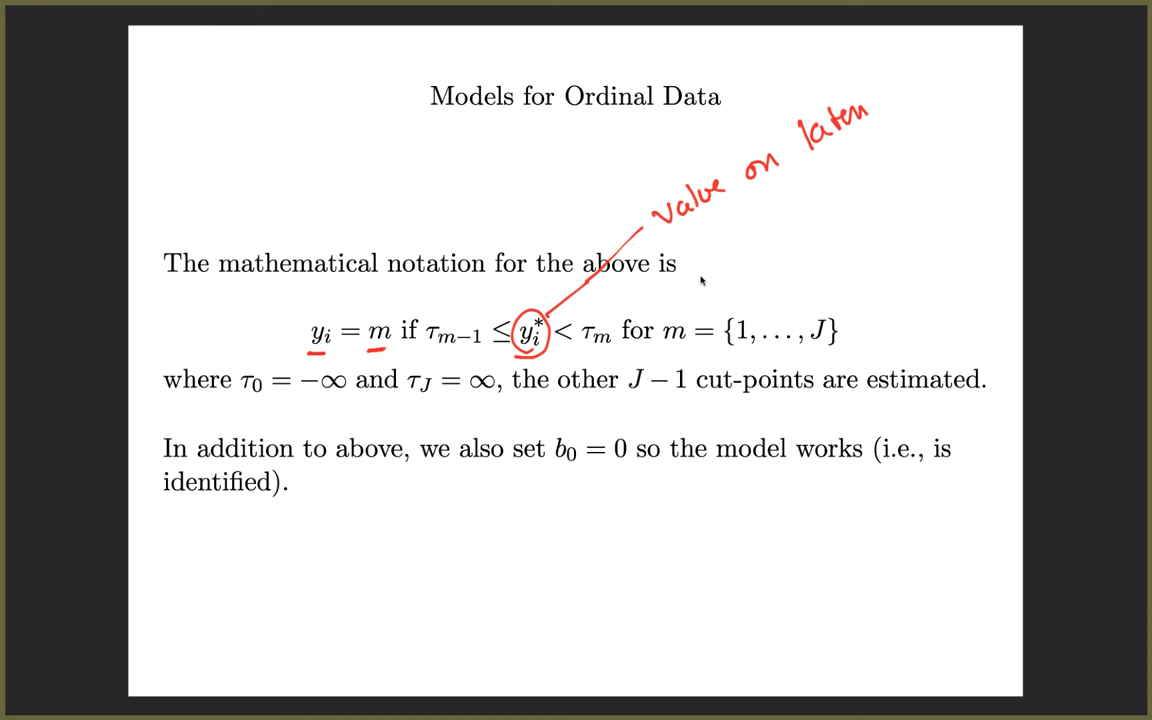 Models for Ordinal Data
value on laten
The mathematical notation for the above is
yᵢ = m if τₘ₋₁ ≤ yᵢ* < τₘ for m = {1, . . . , J}
where τ₀ = −∞ and τ_J = ∞, the other J − 1 cut-points are estimated.
In addition to above, we also set b₀ = 0 so the model works (i.e., is
identified).